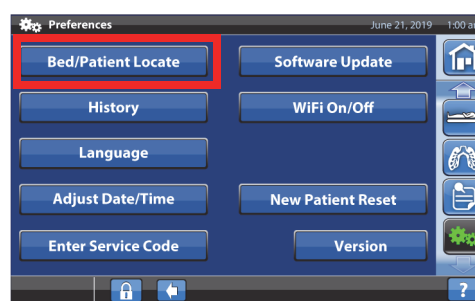 Preferences June 21, 2019 1:00 am
Bed/Patient Locate Software Update
History WiFi On/Off
Language
Adjust Date/Time New Patient Reset
Enter Service Code Version
?